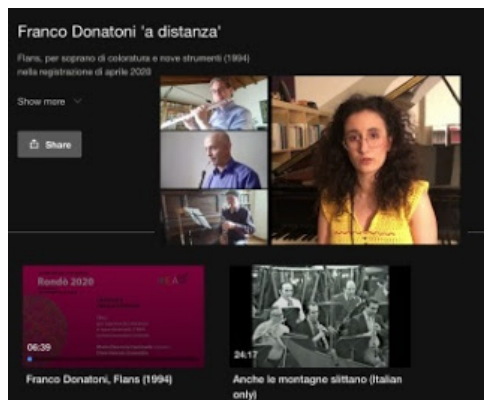 Franco Donatoni 'a distanza'
Flans, per soprano di coloratura e nove strumenti (1994)
nella registrazione di aprile 2020
Show more
Share
Rondò 2020
06:39
24:17
Franco Donatoni, Flans (1994)
Anche le montagne slittano (Italian
only)